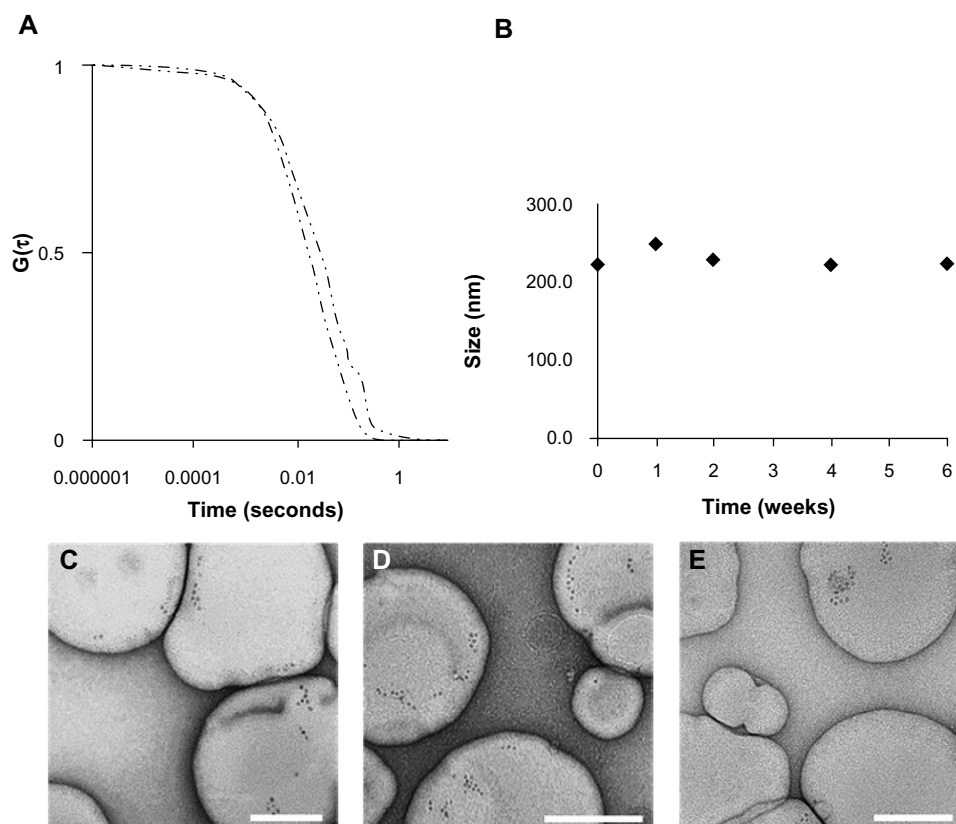 A
1
G(τ)
0.5
0
0.000001 0.0001 0.01 1
Time (seconds)
B
300.0
Size (nm)
200.0
100.0
0.0
0 1 2 3 4 5 6
Time (weeks)
C
D
E